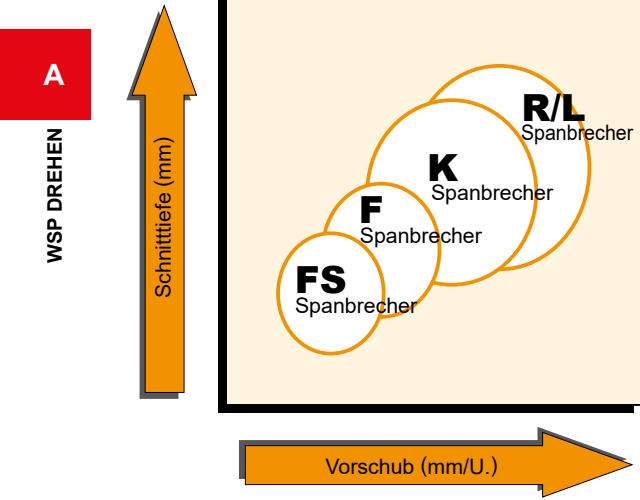 A
WSP DREHEN
Schnitttiefe (mm)
R/L
Spanbrecher
K
Spanbrecher
F
Spanbrecher
FS
Spanbrecher
Vorschub (mm/U.)